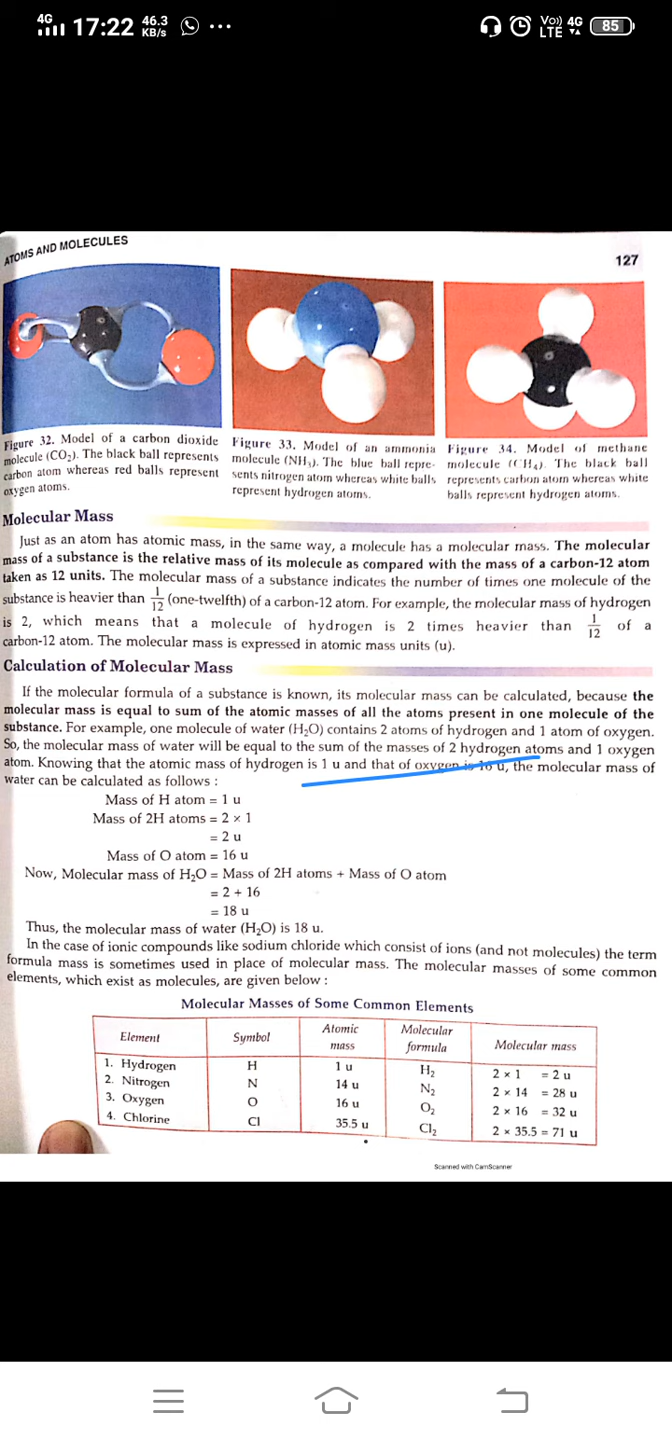 4G 17:22 46.3 KB/s ... Vo)) LTE 4G 85
ATOMS AND MOLECULES
127
Figure 32. Model of a carbon dioxide
molecule (CO₂). The black ball represents
carbon atom whereas red balls represent
oxygen atoms.
Figure 33. Model of an ammonia
molecule (NH₃). The blue ball repre-
sents nitrogen atom whereas white balls
represent hydrogen atoms.
Figure 34. Model of methane
molecule (CH₄). The black ball
represents carbon atom whereas white
balls represent hydrogen atoms.
Molecular Mass
Just as an atom has atomic mass, in the same way, a molecule has a molecular mass. The molecular
mass of a substance is the relative mass of its molecule as compared with the mass of a carbon-12 atom
taken as 12 units. The molecular mass of a substance indicates the number of times one molecule of the
substance is heavier than 1/12 (one-twelfth) of a carbon-12 atom. For example, the molecular mass of hydrogen
is 2, which means that a molecule of hydrogen is 2 times heavier than 1/12 of a
carbon-12 atom. The molecular mass is expressed in atomic mass units (u).
Calculation of Molecular Mass
If the molecular formula of a substance is known, its molecular mass can be calculated, because the
molecular mass is equal to sum of the atomic masses of all the atoms present in one molecule of the
substance. For example, one molecule of water (H₂O) contains 2 atoms of hydrogen and 1 atom of oxygen.
So, the molecular mass of water will be equal to the sum of the masses of 2 hydrogen atoms and 1 oxygen
atom. Knowing that the atomic mass of hydrogen is 1 u and that of oxygen is 16 u, the molecular mass of
water can be calculated as follows :
Mass of H atom = 1 u
Mass of 2H atoms = 2 × 1
= 2 u
Mass of O atom = 16 u
Now, Molecular mass of H₂O = Mass of 2H atoms + Mass of O atom
= 2 + 16
= 18 u
Thus, the molecular mass of water (H₂O) is 18 u.
In the case of ionic compounds like sodium chloride which consist of ions (and not molecules) the term
formula mass is sometimes used in place of molecular mass. The molecular masses of some common
elements, which exist as molecules, are given below :
Molecular Masses of Some Common Elements
Element Symbol Atomic mass Molecular formula Molecular mass
1. Hydrogen H 1 u H₂ 2 × 1 = 2 u
2. Nitrogen N 14 u N₂ 2 × 14 = 28 u
3. Oxygen O 16 u O₂ 2 × 16 = 32 u
4. Chlorine Cl 35.5 u Cl₂ 2 × 35.5 = 71 u
Scanned with CamScanner